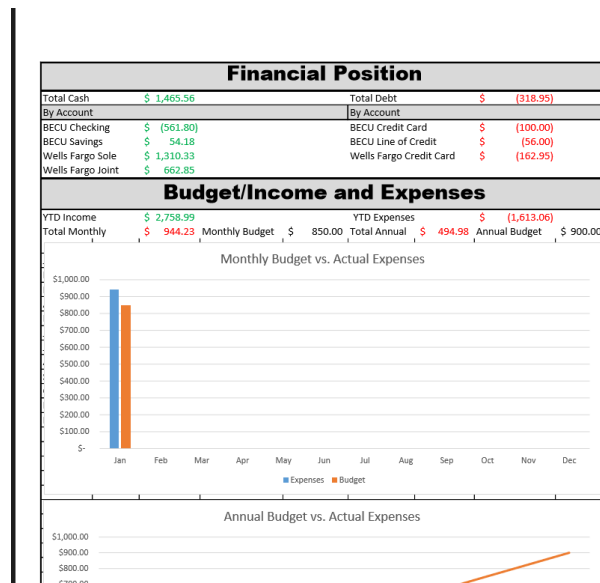 Financial Position
Total Cash $ 1,465.56 Total Debt $ (318.95)
By Account By Account
BECU Checking $ (561.80) BECU Credit Card $ (100.00)
BECU Savings $ 54.18 BECU Line of Credit $ (56.00)
Wells Fargo Sole $ 1,310.33 Wells Fargo Credit Card $ (162.95)
Wells Fargo Joint $ 662.85
Budget/Income and Expenses
YTD Income $ 2,758.99 YTD Expenses $ (1,613.06)
Total Monthly $ 944.23 Monthly Budget $ 850.00 Total Annual $ 494.98 Annual Budget $ 900.00
Monthly Budget vs. Actual Expenses
$1,000.00
$900.00
$800.00
$700.00
$600.00
$500.00
$400.00
$300.00
$200.00
$100.00
$-
Jan Feb Mar Apr May Jun Jul Aug Sep Oct Nov Dec
Expenses Budget
Annual Budget vs. Actual Expenses
$1,000.00
$900.00
$800.00
$700.00